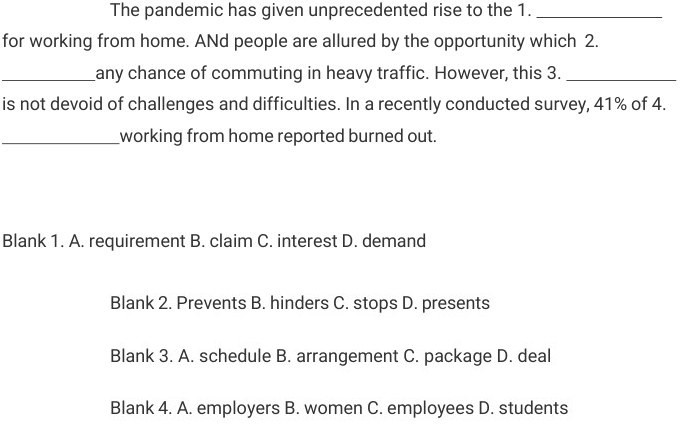 The pandemic has given unprecedented rise to the 1. _____________
for working from home. ANd people are allured by the opportunity which 2.
__________any chance of commuting in heavy traffic. However, this 3. ____________
is not devoid of challenges and difficulties. In a recently conducted survey, 41% of 4.
____________working from home reported burned out.
Blank 1. A. requirement B. claim C. interest D. demand
Blank 2. Prevents B. hinders C. stops D. presents
Blank 3. A. schedule B. arrangement C. package D. deal
Blank 4. A. employers B. women C. employees D. students